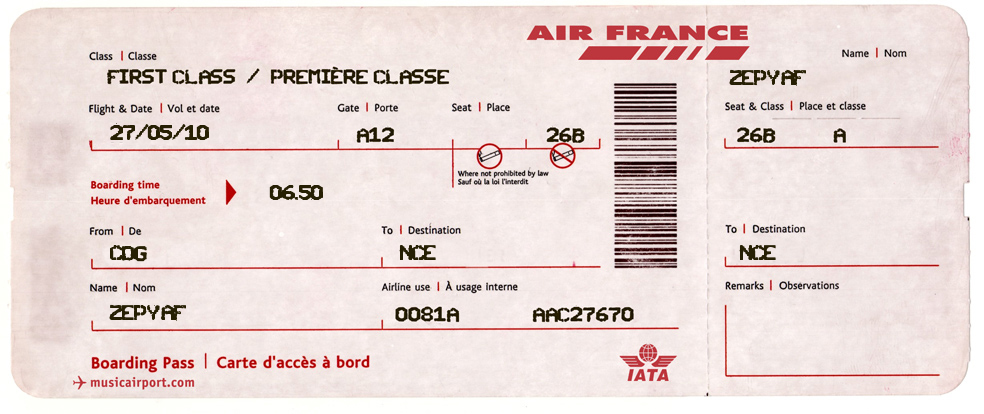 AIR FRANCE
Class | Classe
FIRST CLASS / PREMIÈRE CLASSE
Flight & Date | Vol et date
Gate | Porte
Seat | Place
27/05/10
A12
26B
Where not prohibited by law
Sauf où la loi l'interdit
Boarding time
Heure d'embarquement
06.50
From | De
To | Destination
CDG
NCE
Name | Nom
Airline use | À usage interne
ZEPYAF
0081A
AAC27670
Boarding Pass | Carte d'accès à bord
musicairport.com
IATA
Name | Nom
ZEPYAF
Seat & Class | Place et classe
26B
A
To | Destination
NCE
Remarks | Observations